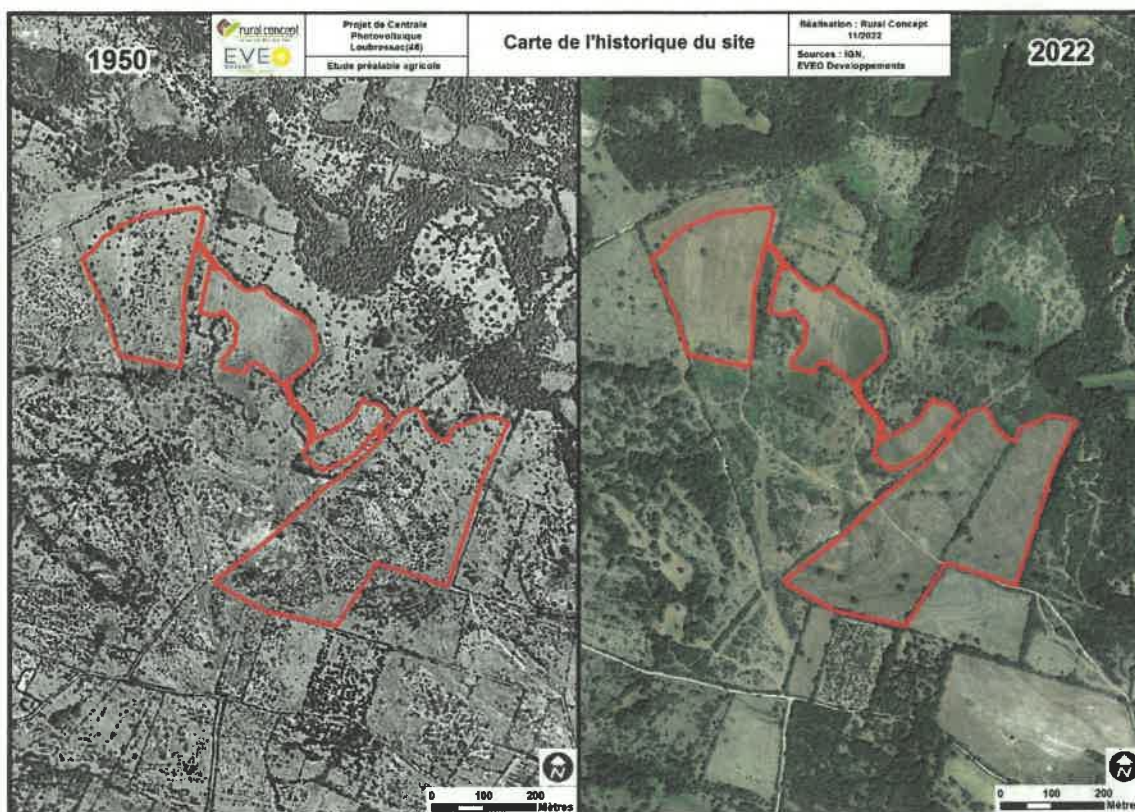 1950
rural concept
EVEO
Projet de Centrale
Photovoltaïque
Loubressac(46)
Etude préalable agricole
Carte de l'historique du site
Réalisation : Rural Concept
11/2022
Sources : IGN,
EVEO Developpements
2022
N
0 100 200
Mètres
N
0 100 200
Mètres